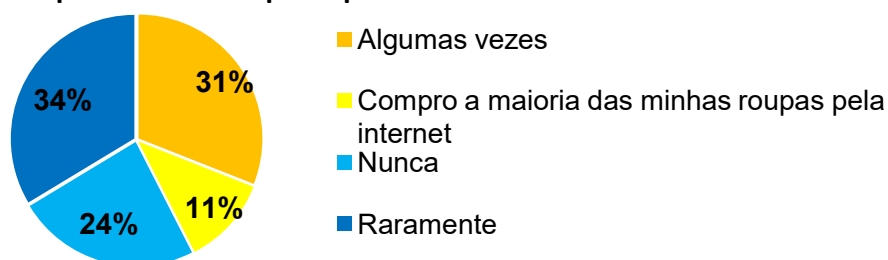 31%
34%
11%
24%
Algumas vezes
Compro a maioria das minhas roupas pela
internet
Nunca
Raramente